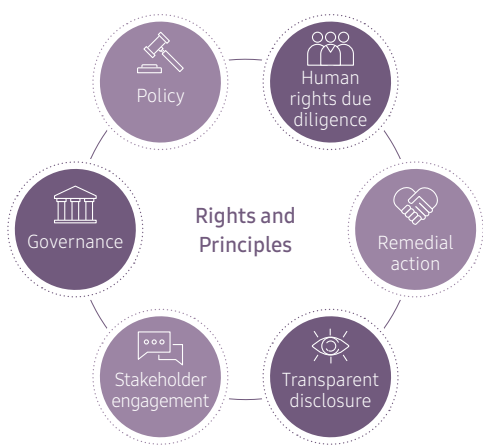 Policy
Human
rights due
diligence
Governance
Rights and
Principles
Remedial
action
Stakeholder
engagement
Transparent
disclosure